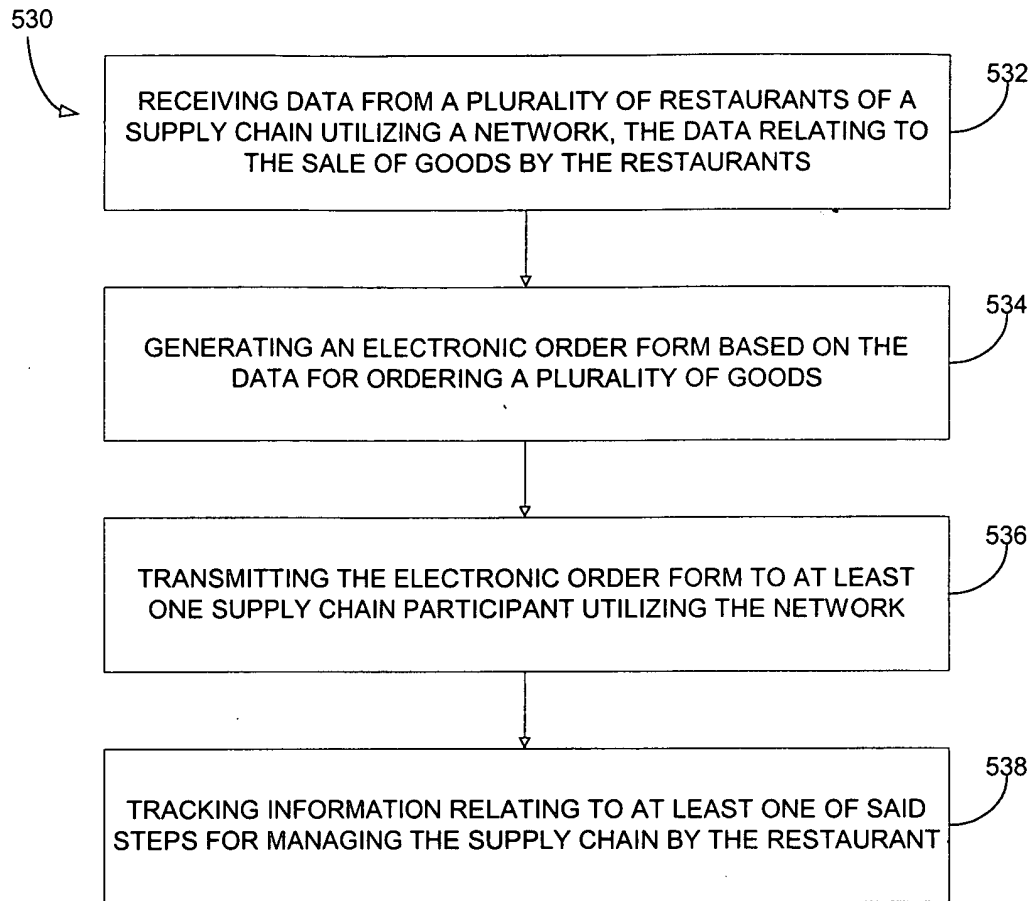 530
532
RECEIVING DATA FROM A PLURALITY OF RESTAURANTS OF A
SUPPLY CHAIN UTILIZING A NETWORK, THE DATA RELATING TO
THE SALE OF GOODS BY THE RESTAURANTS
534
GENERATING AN ELECTRONIC ORDER FORM BASED ON THE
DATA FOR ORDERING A PLURALITY OF GOODS
536
TRANSMITTING THE ELECTRONIC ORDER FORM TO AT LEAST
ONE SUPPLY CHAIN PARTICIPANT UTILIZING THE NETWORK
538
TRACKING INFORMATION RELATING TO AT LEAST ONE OF SAID
STEPS FOR MANAGING THE SUPPLY CHAIN BY THE RESTAURANT